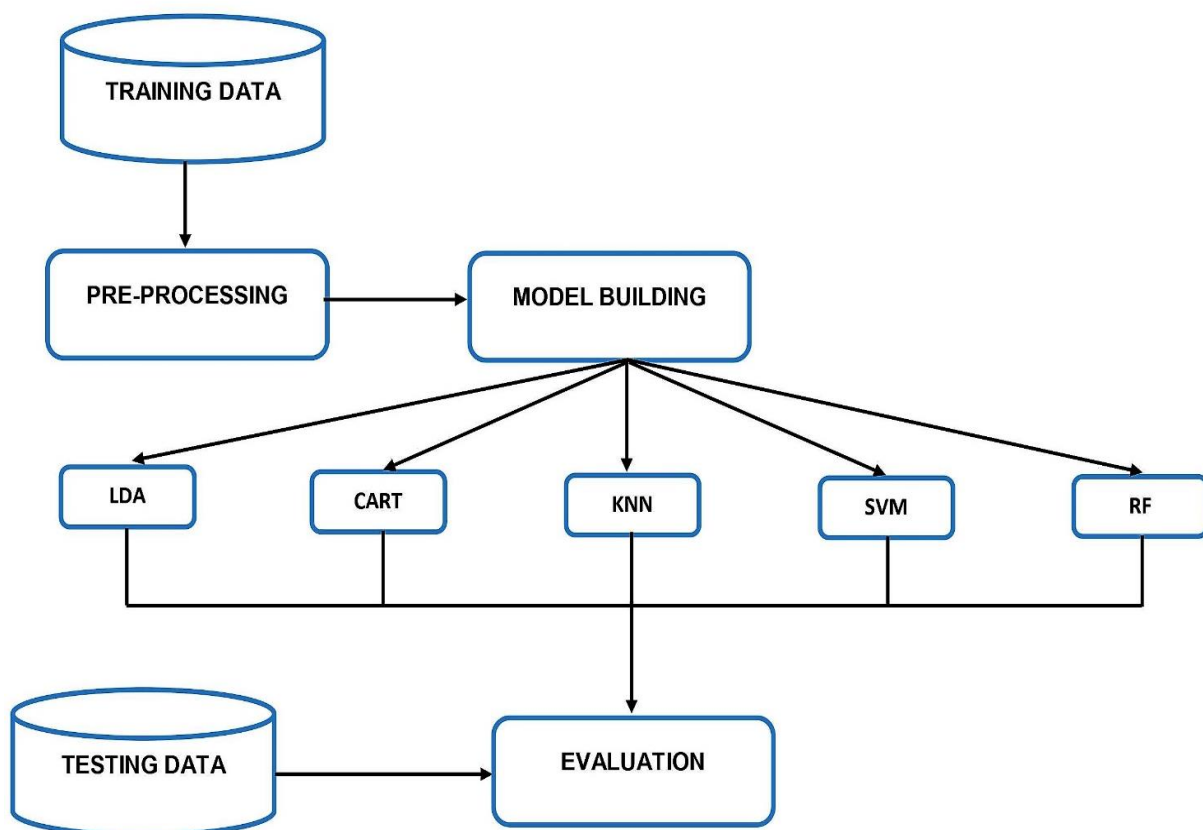 TRAINING DATA
PRE-PROCESSING
MODEL BUILDING
LDA
CART
KNN
SVM
RF
TESTING DATA
EVALUATION